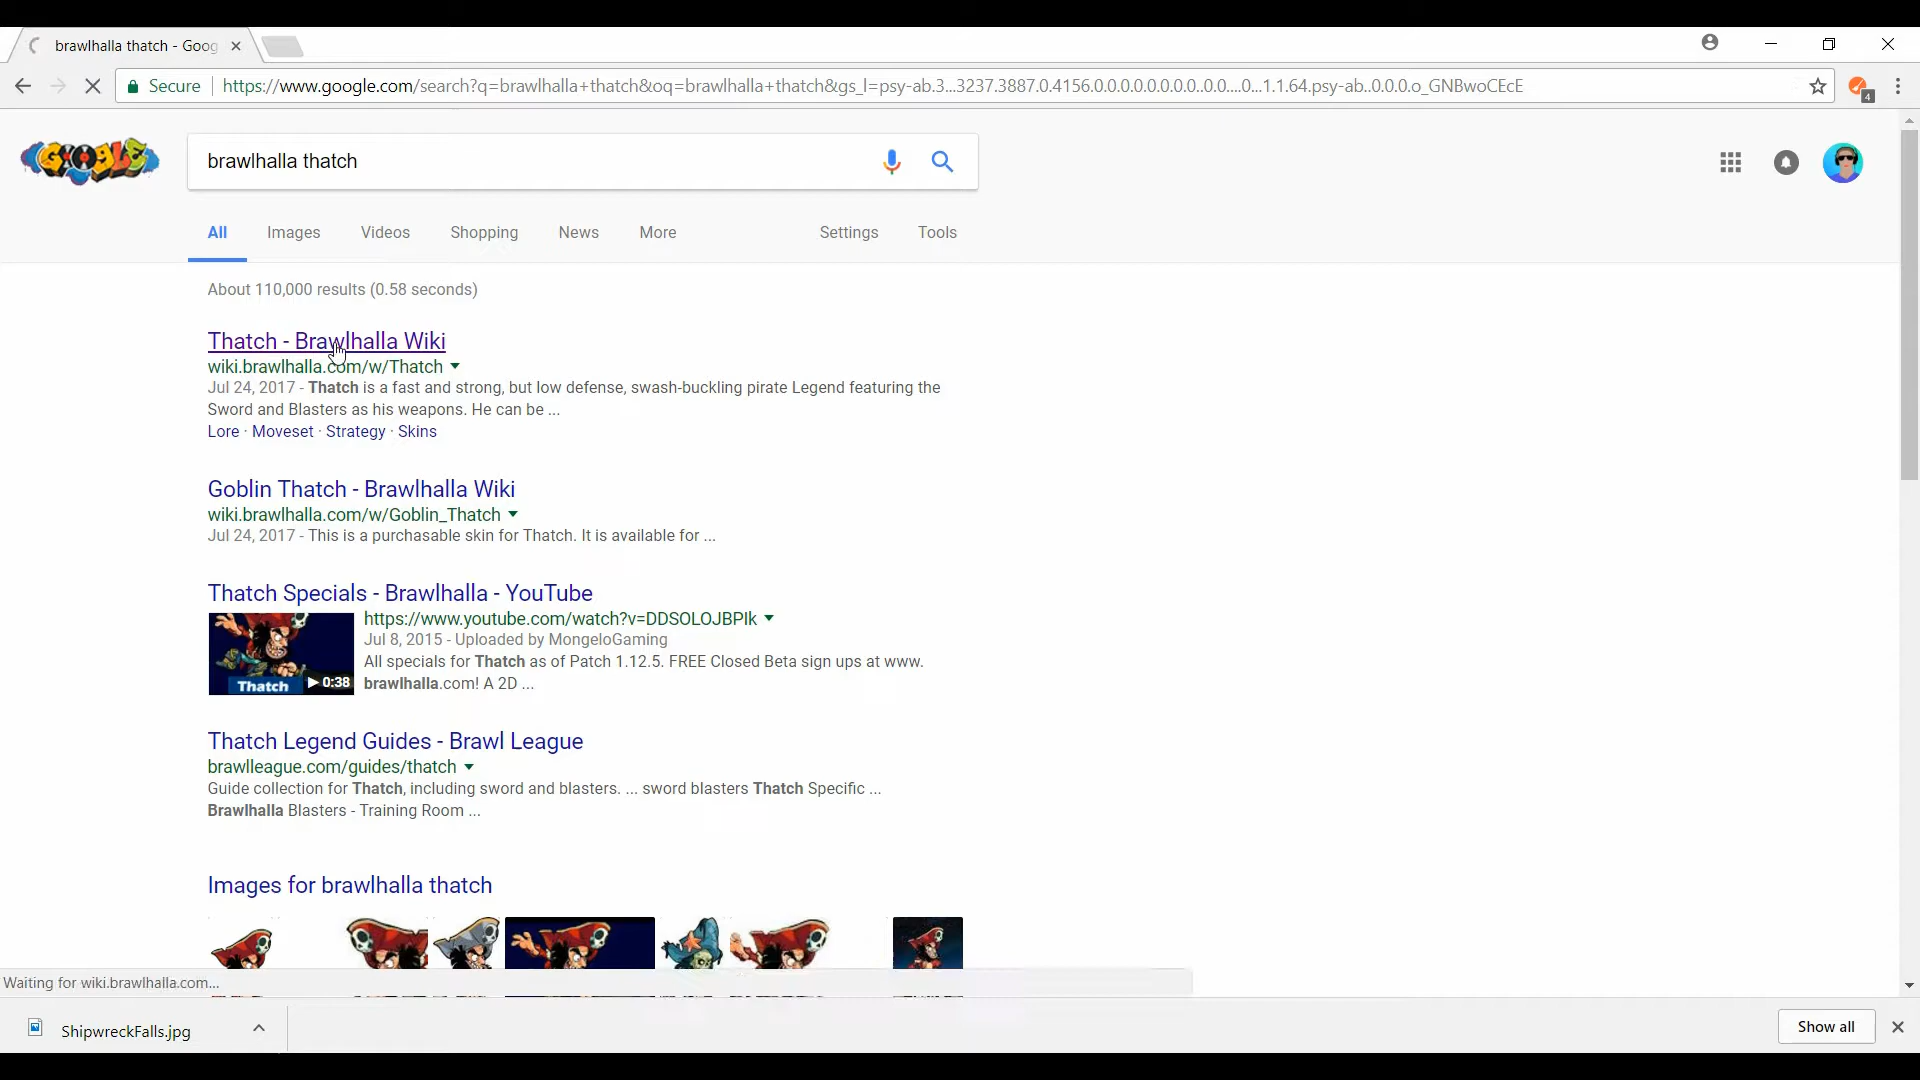 brawlhalla thatch - Goog
Secure https://www.google.com/search?q=brawlhalla+thatch&oq=brawlhalla+thatch&gs_l=psy-ab.3...3237.3887.0.4156.0.0.0.0.0.0.0.0..0.0....0...1.1.64.psy-ab..0.0.0.o_GNBwoCEcE
4
GOOGLE
brawlhalla thatch
All Images Videos Shopping News More Settings Tools
About 110,000 results (0.58 seconds)
Thatch - Brawlhalla Wiki
wiki.brawlhalla.com/w/Thatch
Jul 24, 2017 - Thatch is a fast and strong, but low defense, swash-buckling pirate Legend featuring the
Sword and Blasters as his weapons. He can be ...
Lore · Moveset · Strategy · Skins
Goblin Thatch - Brawlhalla Wiki
wiki.brawlhalla.com/w/Goblin_Thatch
Jul 24, 2017 - This is a purchasable skin for Thatch. It is available for ...
Thatch Specials - Brawlhalla - YouTube
https://www.youtube.com/watch?v=DDSOLOJBPlk
Jul 8, 2015 - Uploaded by MongeloGaming
All specials for Thatch as of Patch 1.12.5. FREE Closed Beta sign ups at www.
brawlhalla.com! A 2D ...
Thatch 0:38
Thatch Legend Guides - Brawl League
brawlleague.com/guides/thatch
Guide collection for Thatch, including sword and blasters. ... sword blasters Thatch Specific ...
Brawlhalla Blasters - Training Room ...
Images for brawlhalla thatch
Waiting for wiki.brawlhalla.com...
ShipwreckFalls.jpg
Show all